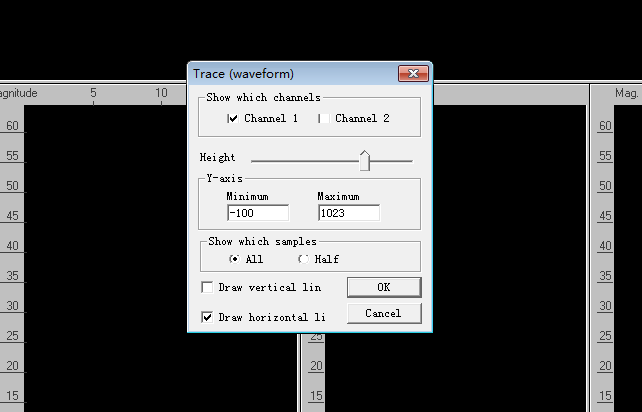 Trace (waveform)
agnitude 5 10 Mag.
Show which channels
Channel 1 Channel 2
Height
Y-axis
Minimum Maximum
-100 1023
Show which samples
All Half
Draw vertical lin OK
Draw horizontal li Cancel
60 60
55 55
50 50
45 45
40 40
35 35
30 30
25 25 25
20 20 20
15 15 15